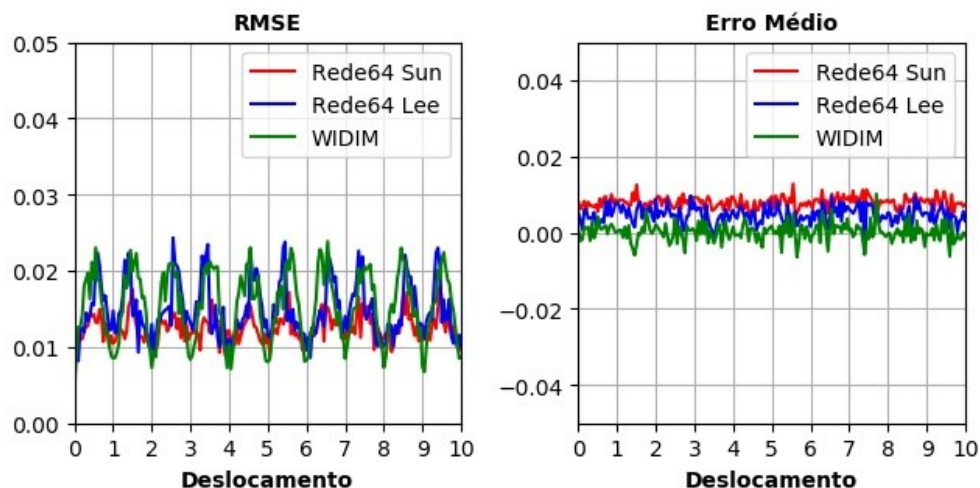 RMSE
0.05
0.04
0.03
0.02
0.01
0.00
Rede64 Sun
Rede64 Lee
WIDIM
0 1 2 3 4 5 6 7 8 9 10
Deslocamento
Erro Médio
0.04
0.02
0.00
−0.02
−0.04
Rede64 Sun
Rede64 Lee
WIDIM
0 1 2 3 4 5 6 7 8 9 10
Deslocamento